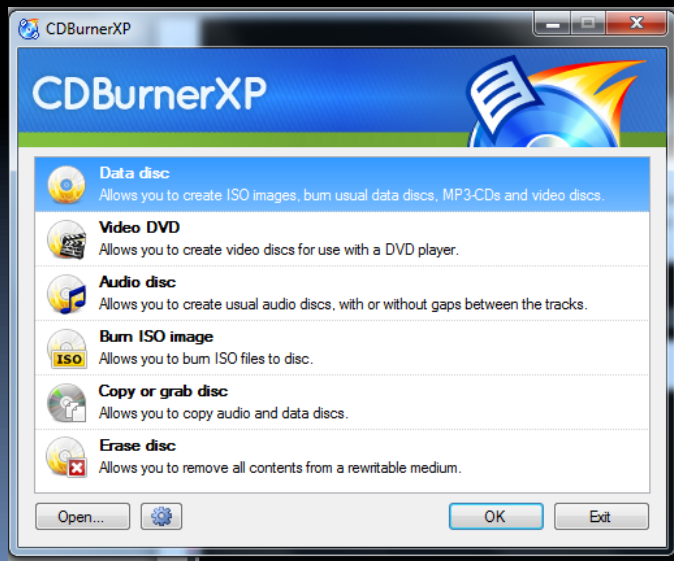 CDBurnerXP
CDBurnerXP
Data disc
Allows you to create ISO images, burn usual data discs, MP3-CDs and video discs.
Video DVD
Allows you to create video discs for use with a DVD player.
Audio disc
Allows you to create usual audio discs, with or without gaps between the tracks.
Burn ISO image
ISO
Allows you to burn ISO files to disc.
Copy or grab disc
Allows you to copy audio and data discs.
Erase disc
Allows you to remove all contents from a rewritable medium.
Open... OK Exit